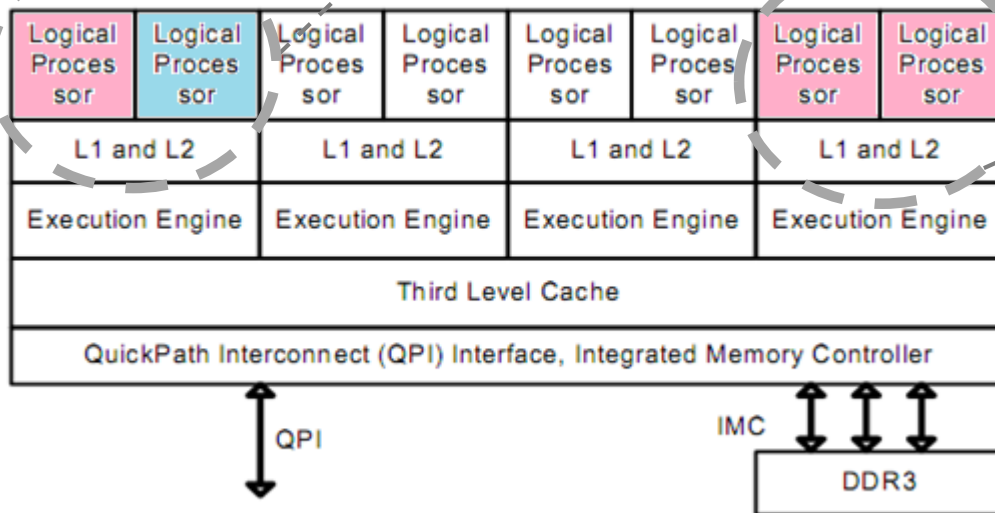 Logical Logical Logical Logical Logical Logical Logical Logical
Proces Proces Proces Proces Proces Proces Proces Proces
sor sor sor sor sor sor sor sor
L1 and L2 L1 and L2 L1 and L2 L1 and L2
Execution Engine Execution Engine Execution Engine Execution Engine
Third Level Cache
QuickPath Interconnect (QPI) Interface, Integrated Memory Controller
QPI
IMC
DDR3